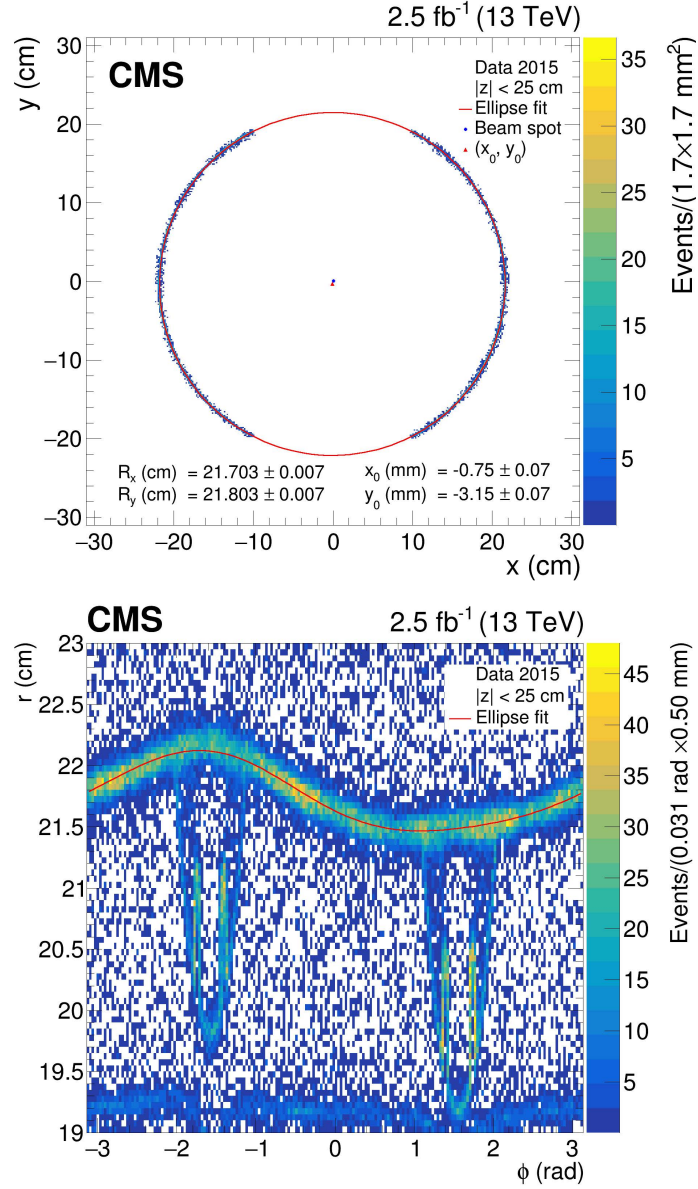 2.5 fb⁻¹ (13 TeV)
CMS
Data 2015
|z| < 25 cm
Ellipse fit
Beam spot
(x₀, y₀)
y (cm)
30
20
10
0
−10
−20
−30
Rₓ (cm) = 21.703 ± 0.007
x₀ (mm) = -0.75 ± 0.07
R_y (cm) = 21.803 ± 0.007
y₀ (mm) = -3.15 ± 0.07
−30 −20 −10 0 10 20 30
x (cm)
35
30
25
20
15
10
5
Events/(1.7×1.7 mm²)
CMS
2.5 fb⁻¹ (13 TeV)
Data 2015
|z| < 25 cm
Ellipse fit
r (cm)
23
22.5
22
21.5
21
20.5
20
19.5
19
−3 −2 −1 0 1 2 3
ϕ (rad)
45
40
35
30
25
20
15
10
5
Events/(0.031 rad ×0.50 mm)